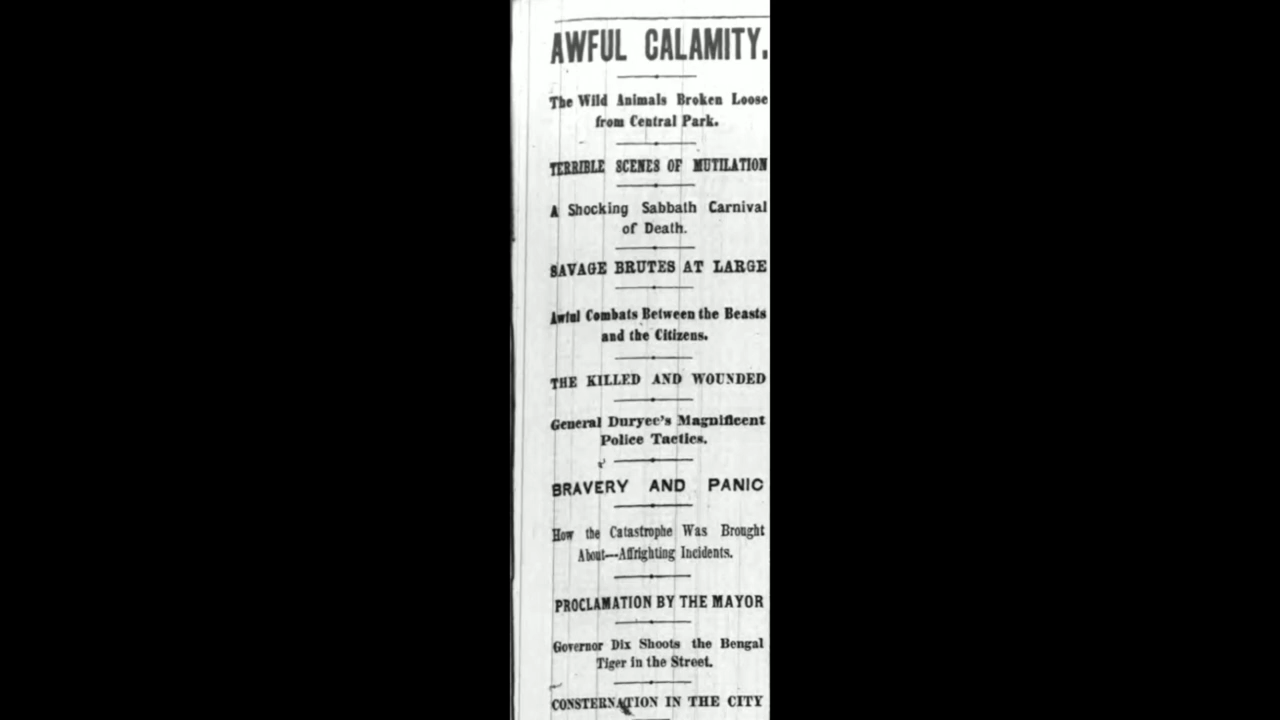 AWFUL CALAMITY.
The Wild Animals Broken Loose
from Central Park.
TERRIBLE SCENES OF MUTILATION
A Shocking Sabbath Carnival
of Death.
SAVAGE BRUTES AT LARGE
Awful Combats Between the Beasts
and the Citizens.
THE KILLED AND WOUNDED
General Duryee's Magnificent
Police Tactics.
BRAVERY AND PANIC
How the Catastrophe Was Brought
About—Affrighting Incidents.
PROCLAMATION BY THE MAYOR
Governor Dix Shoots the Bengal
Tiger in the Street.
CONSTERNATION IN THE CITY